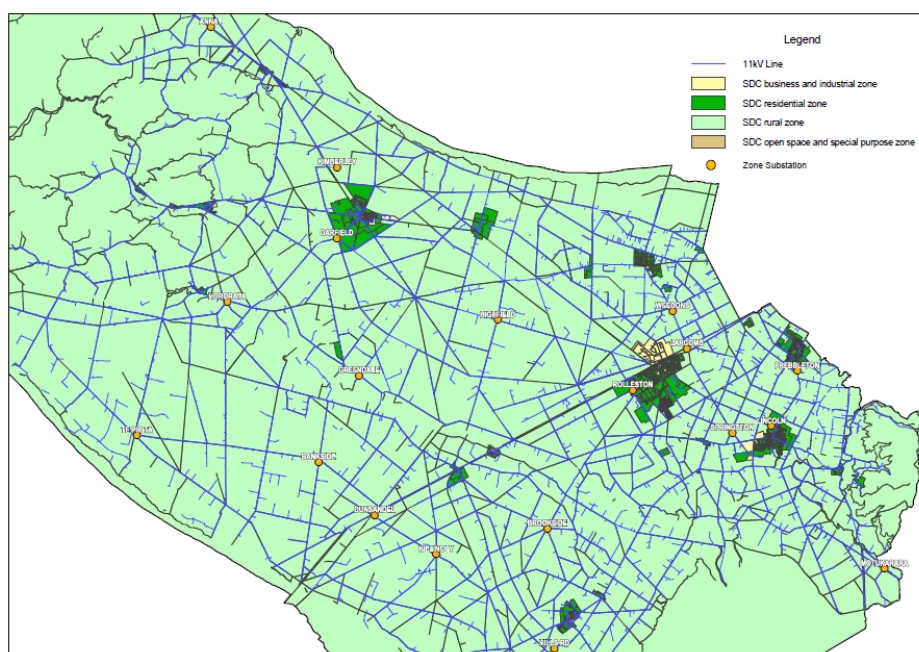 ANNAT
Legend
11kV Line
SDC business and industrial zone
SDC residential zone
SDC rural zone
SDC open space and special purpose zone
Zone Substation
KIMBERLEY
DARFIELD
HORORATA
HIGHFIELD
WEEDONS
LARCOMB
PREBBLETON
GREENDALE
ROLLESTON
LINCOLN
SPRINGSTON
TE PIRITA
BANKSIDE
DUNSANDEL
BROOKSIDE
KILLINCHY
MOTUKARARA